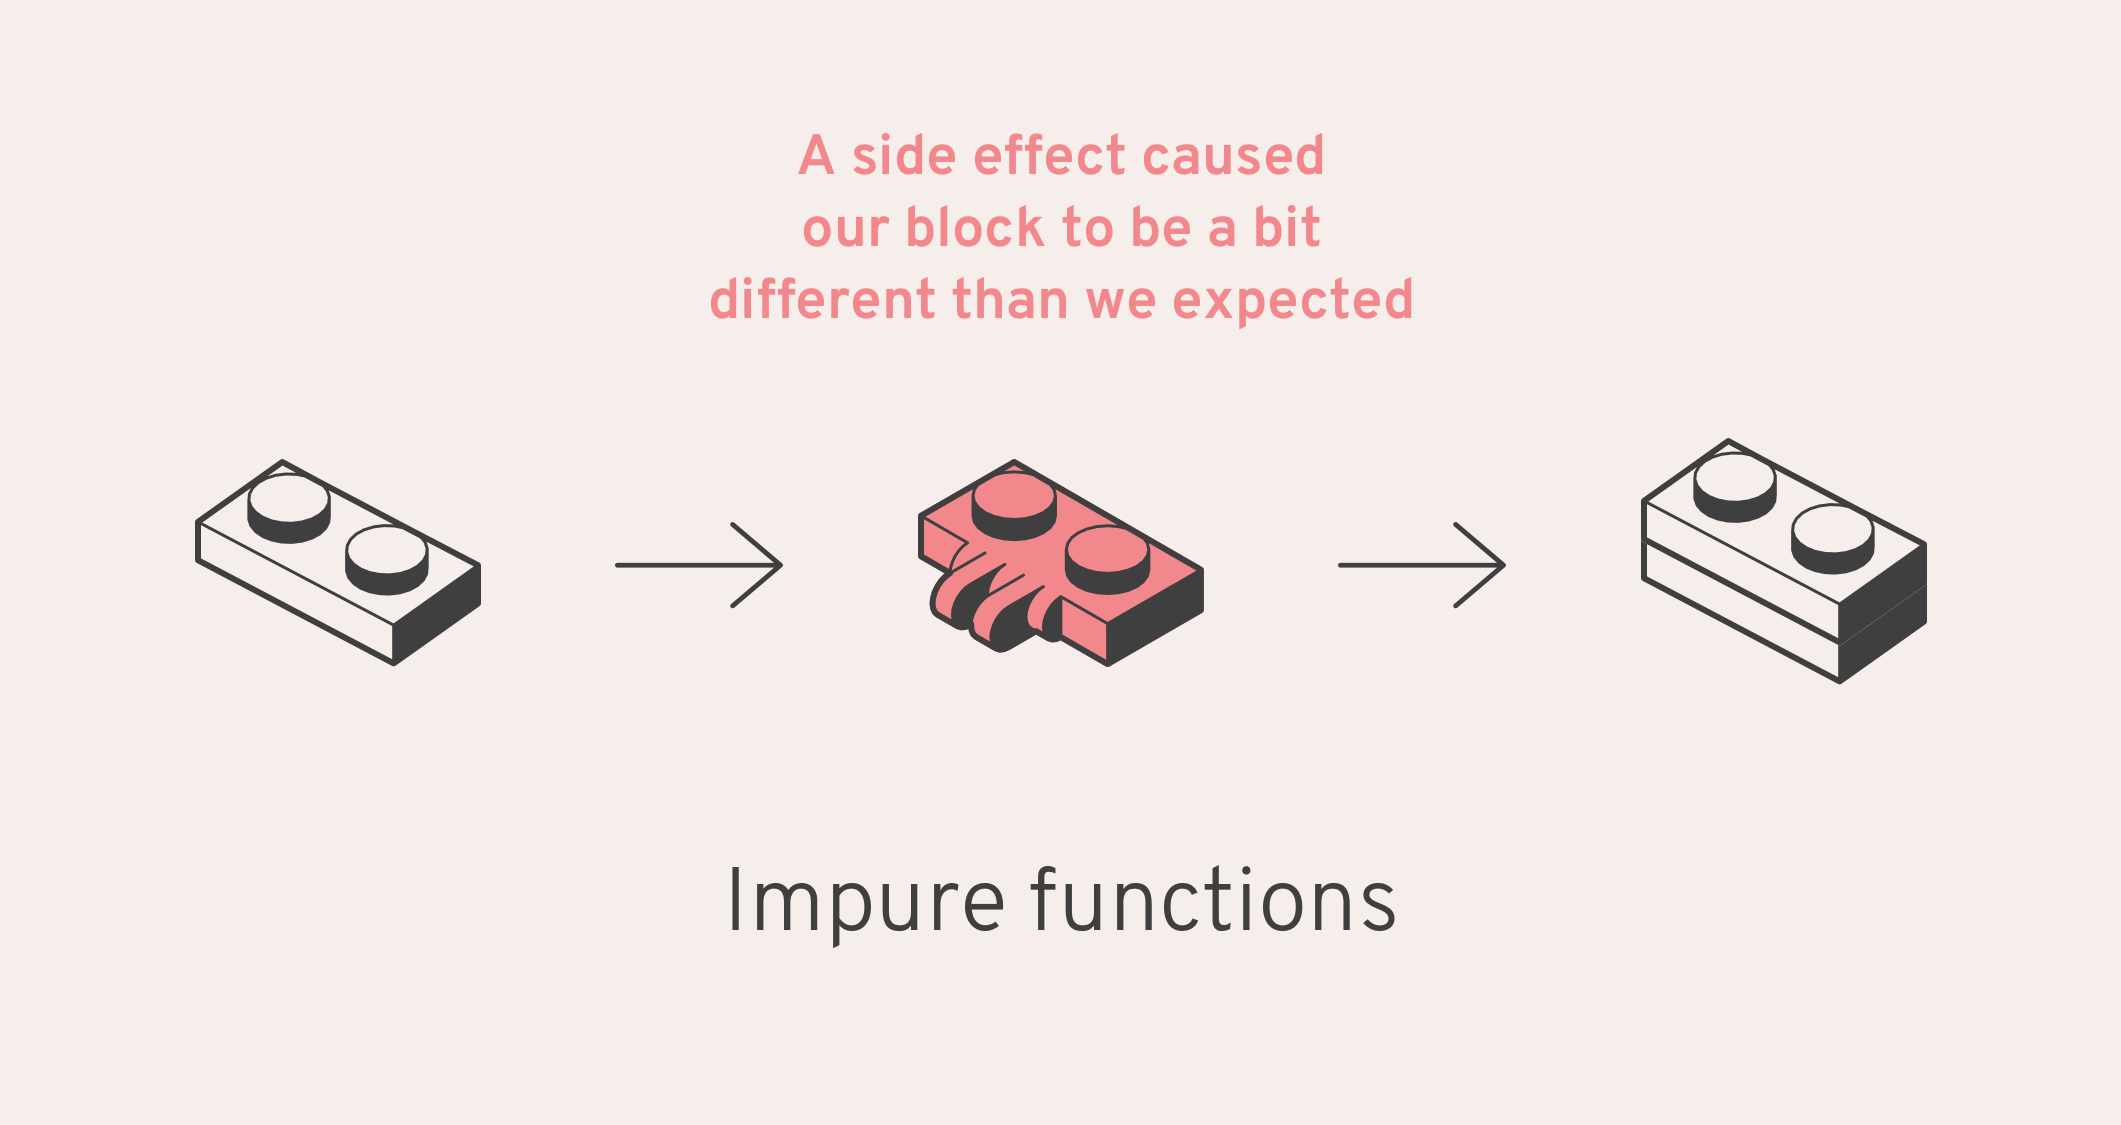 A side effect caused
our block to be a bit
different than we expected
Impure functions